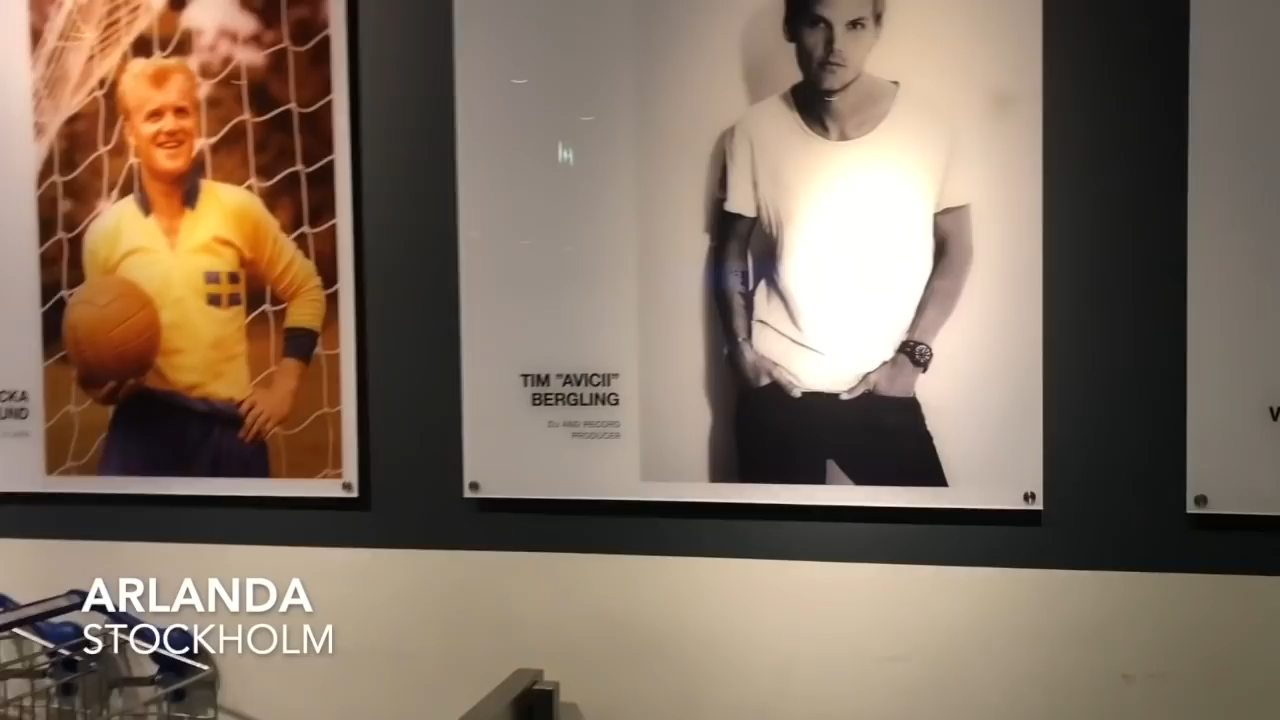 CKA
UND
TIM "AVICII"
BERGLING
DJ AND RECORD
PRODUCER
ARLANDA
STOCKHOLM